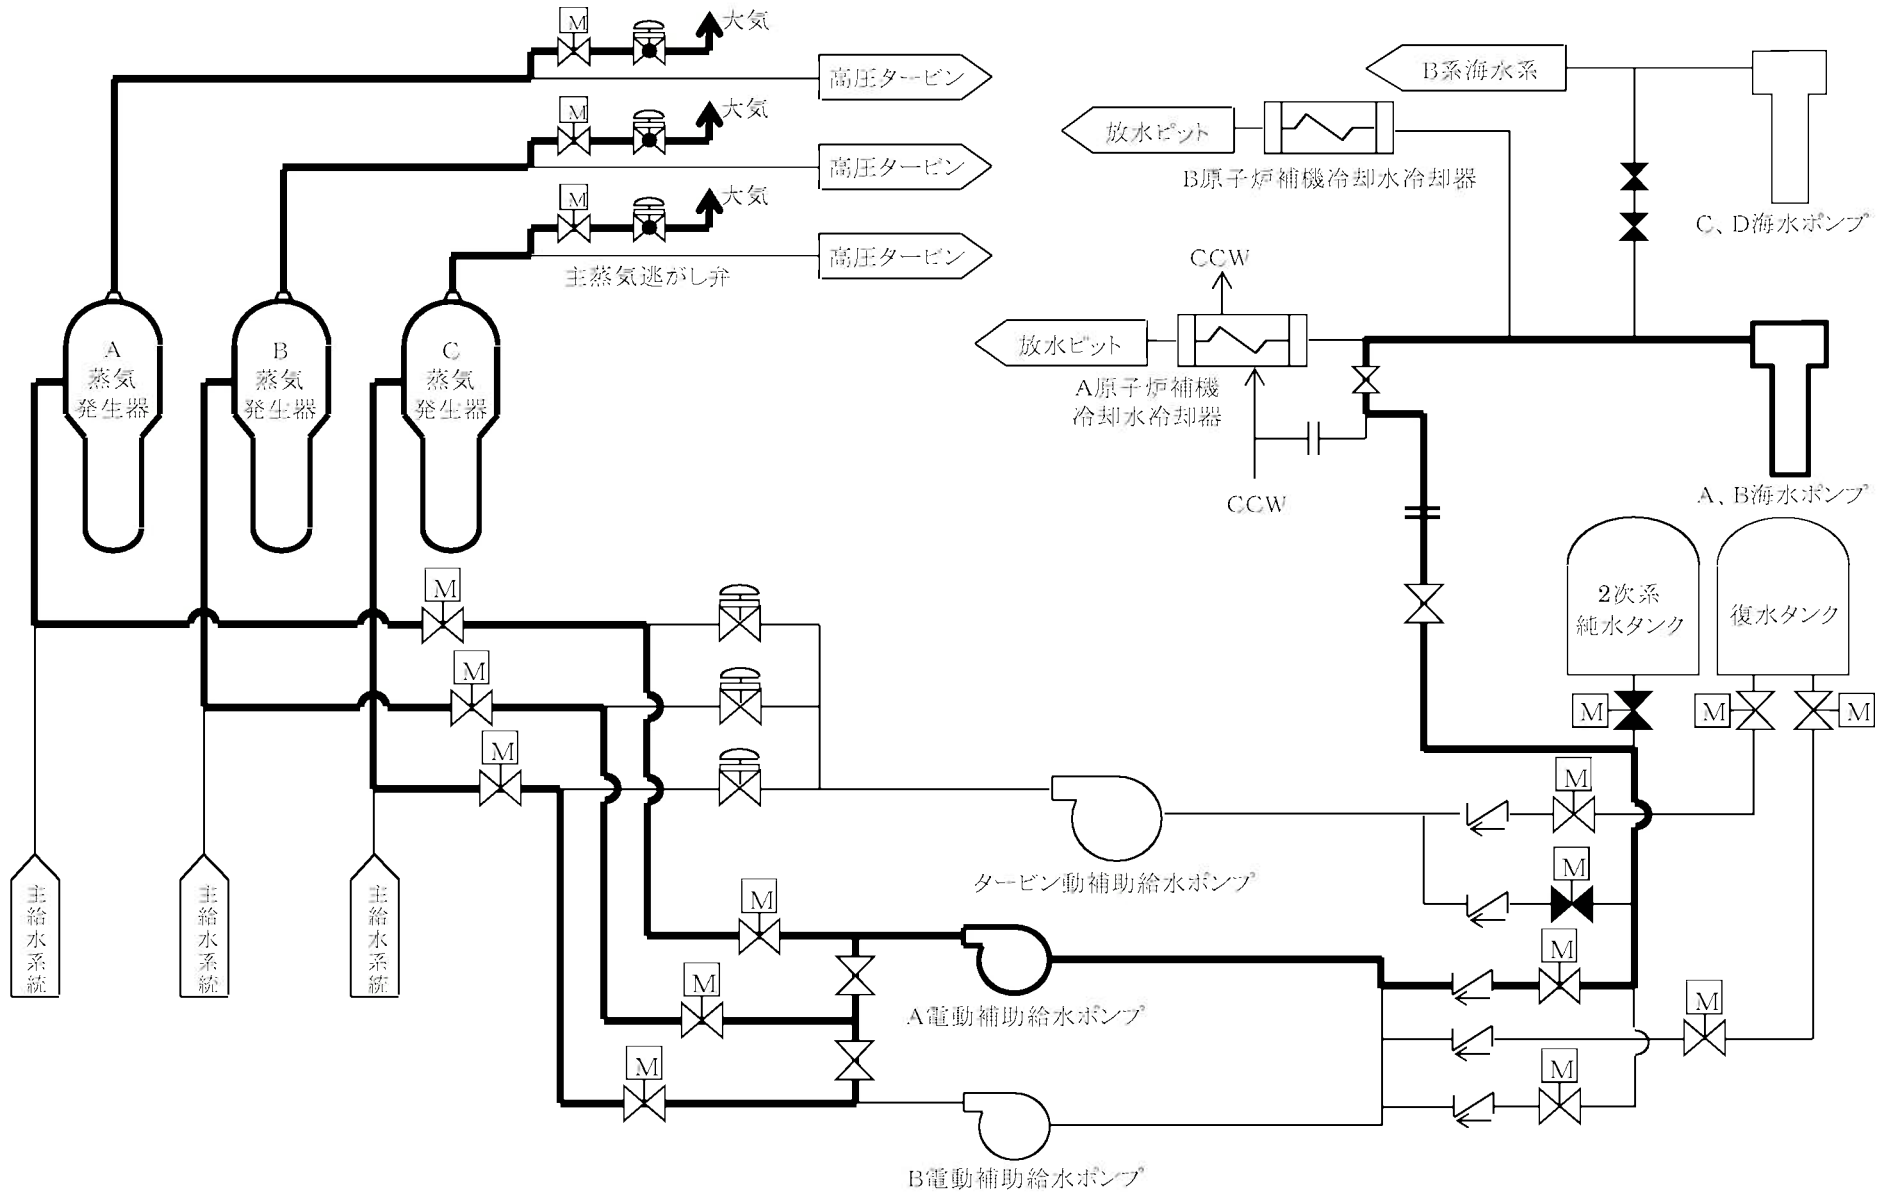 M
大気
高圧タービン
M
大気
高圧タービン
M
大気
高圧タービン
主蒸気逃がし弁
B系海水系
放水ピット
B原子炉補機冷却水冷却器
C、D海水ポンプ
CCW
放水ピット
A原子炉補機
冷却水冷却器
CCW
A、B海水ポンプ
A
蒸気
発生器
B
蒸気
発生器
C
蒸気
発生器
M
M
M
2次系
純水タンク
復水タンク
M
M
M
M
タービン動補助給水ポンプ
M
主給水系統
主給水系統
主給水系統
M
M
A電動補助給水ポンプ
M
M
M
M
B電動補助給水ポンプ